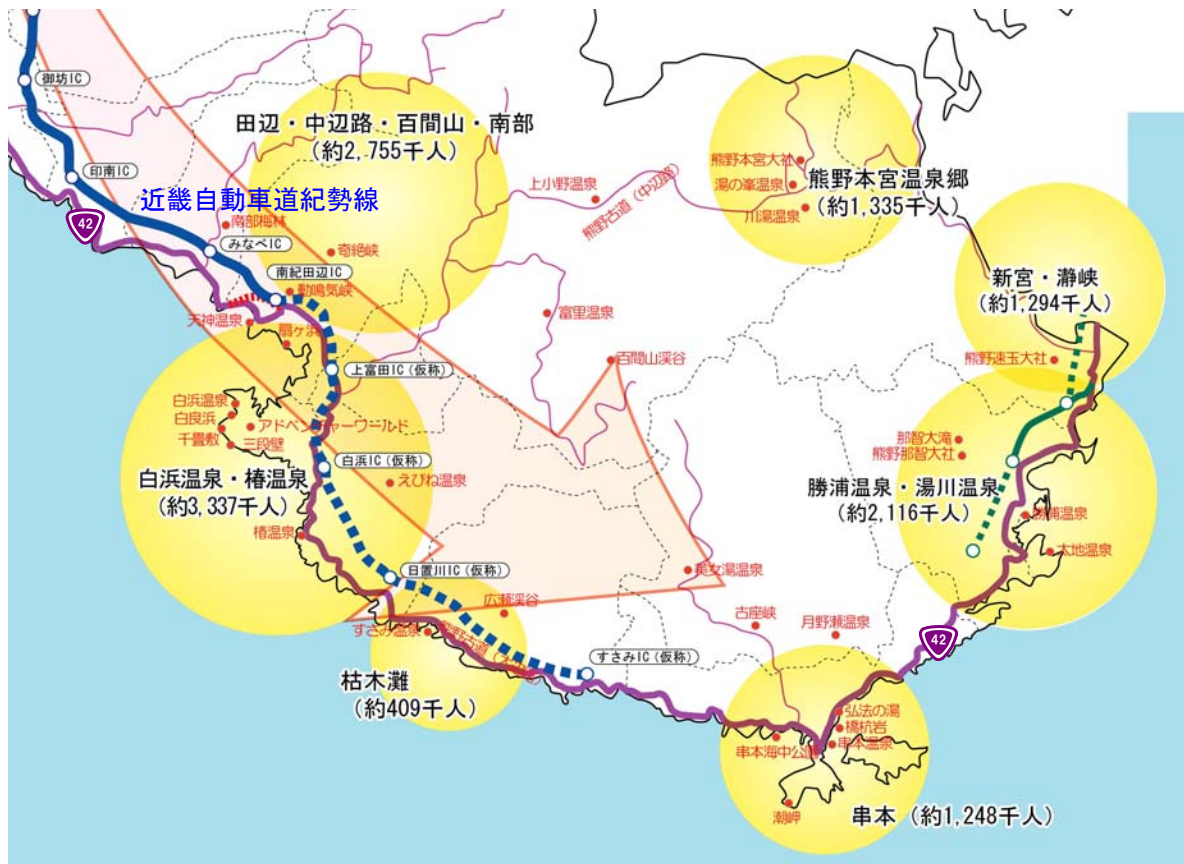 御坊IC
田辺・中辺路・百間山・南部
(約2,755千人)
印南IC
近畿自動車道紀勢線
42
南部梅林
みなべIC
奇絶峡
南紀田辺IC
動鳴気峡
天神温泉
扇ヶ浜
上富田IC(仮称)
上小野温泉
熊野古道(中辺路)
富里温泉
百間山渓谷
熊野本宮大社
湯の峯温泉
川湯温泉
熊野本宮温泉郷
(約1,335千人)
新宮・瀞峡
(約1,294千人)
熊野速玉大社
白浜温泉
白良浜
アドベンチャーワールド
千畳敷
三段壁
白浜IC(仮称)
白浜温泉・椿温泉
(約3,337千人)
えびね温泉
椿温泉
日置川IC(仮称)
広瀬渓谷
すさみ温泉
すさみIC(仮称)
枯木灘
(約409千人)
那智大滝
熊野那智大社
勝浦温泉・湯川温泉
(約2,116千人)
勝浦温泉
太地温泉
美女湯温泉
古座峡
月野瀬温泉
42
弘法の湯
橋杭岩
串本温泉
串本海中公園
潮岬
串本 (約1,248千人)